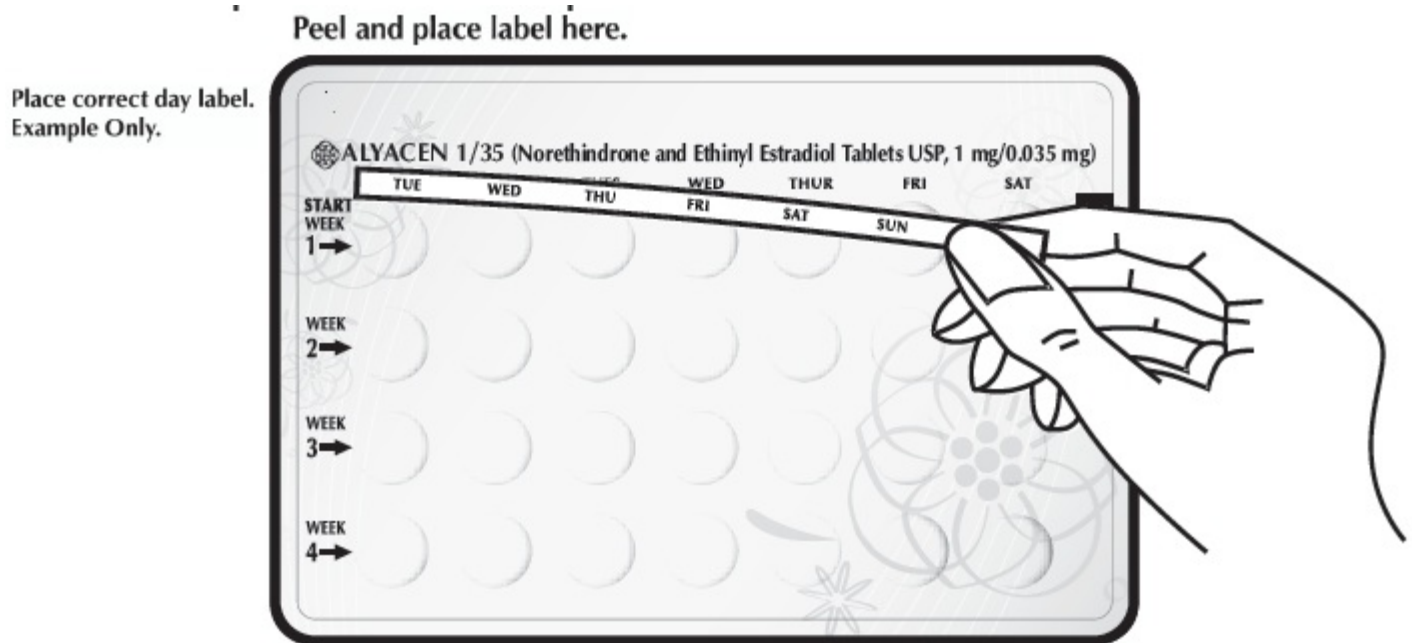 Peel and place label here.
Place correct day label.
Example Only.
ALYACEN 1/35 (Norethindrone and Ethinyl Estradiol Tablets USP, 1 mg/0.035 mg)
TUE WED THU FRI SAT SUN
WED THUR FRI SAT
START
WEEK
1
WEEK
2
WEEK
3
WEEK
4